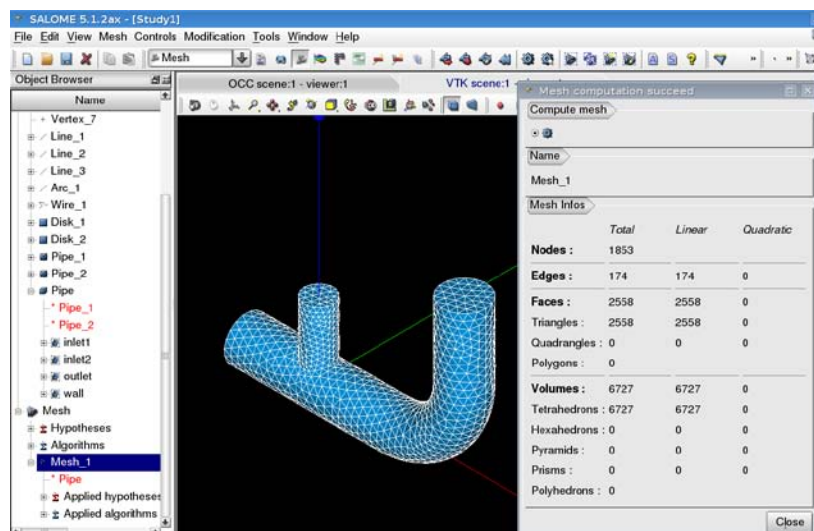 SALOME 5.1.2ax - [Study1]
File Edit View Mesh Controls Modification Tools Window Help
Mesh
Object Browser
Name
Vertex_7
Line_1
Line_2
Line_3
Arc_1
Wire_1
Disk_1
Disk_2
Pipe_1
Pipe_2
Pipe
* Pipe_1
* Pipe_2
inlet1
inlet2
outlet
wall
Mesh
Hypotheses
Algorithms
Mesh_1
* Pipe
Applied hypotheses
Applied algorithms
OCC scene:1 - viewer:1
VTK scene:1 -
Mesh computation succeed
Compute mesh
Name
Mesh_1
Mesh Infos
Total Linear Quadratic
Nodes : 1853
Edges : 174 174 0
Faces : 2558 2558 0
Triangles : 2558 2558 0
Quadrangles : 0 0 0
Polygons : 0
Volumes : 6727 6727 0
Tetrahedrons : 6727 6727 0
Hexahedrons : 0 0 0
Pyramids : 0 0 0
Prisms : 0 0 0
Polyhedrons : 0
Close